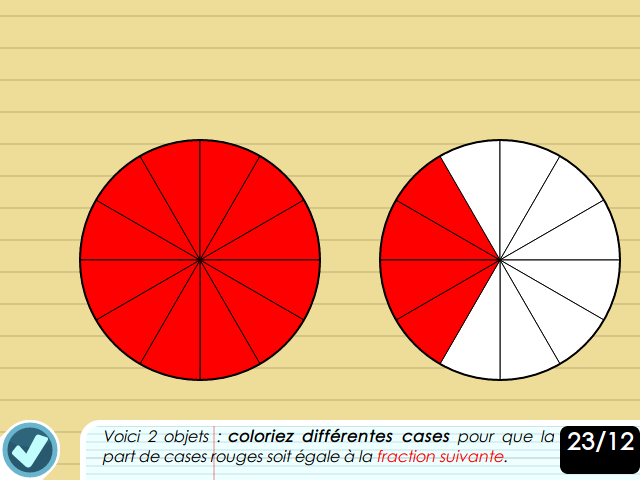 Voici 2 objets : coloriez différentes cases pour que la
part de cases rouges soit égale à la fraction suivante.
23/12